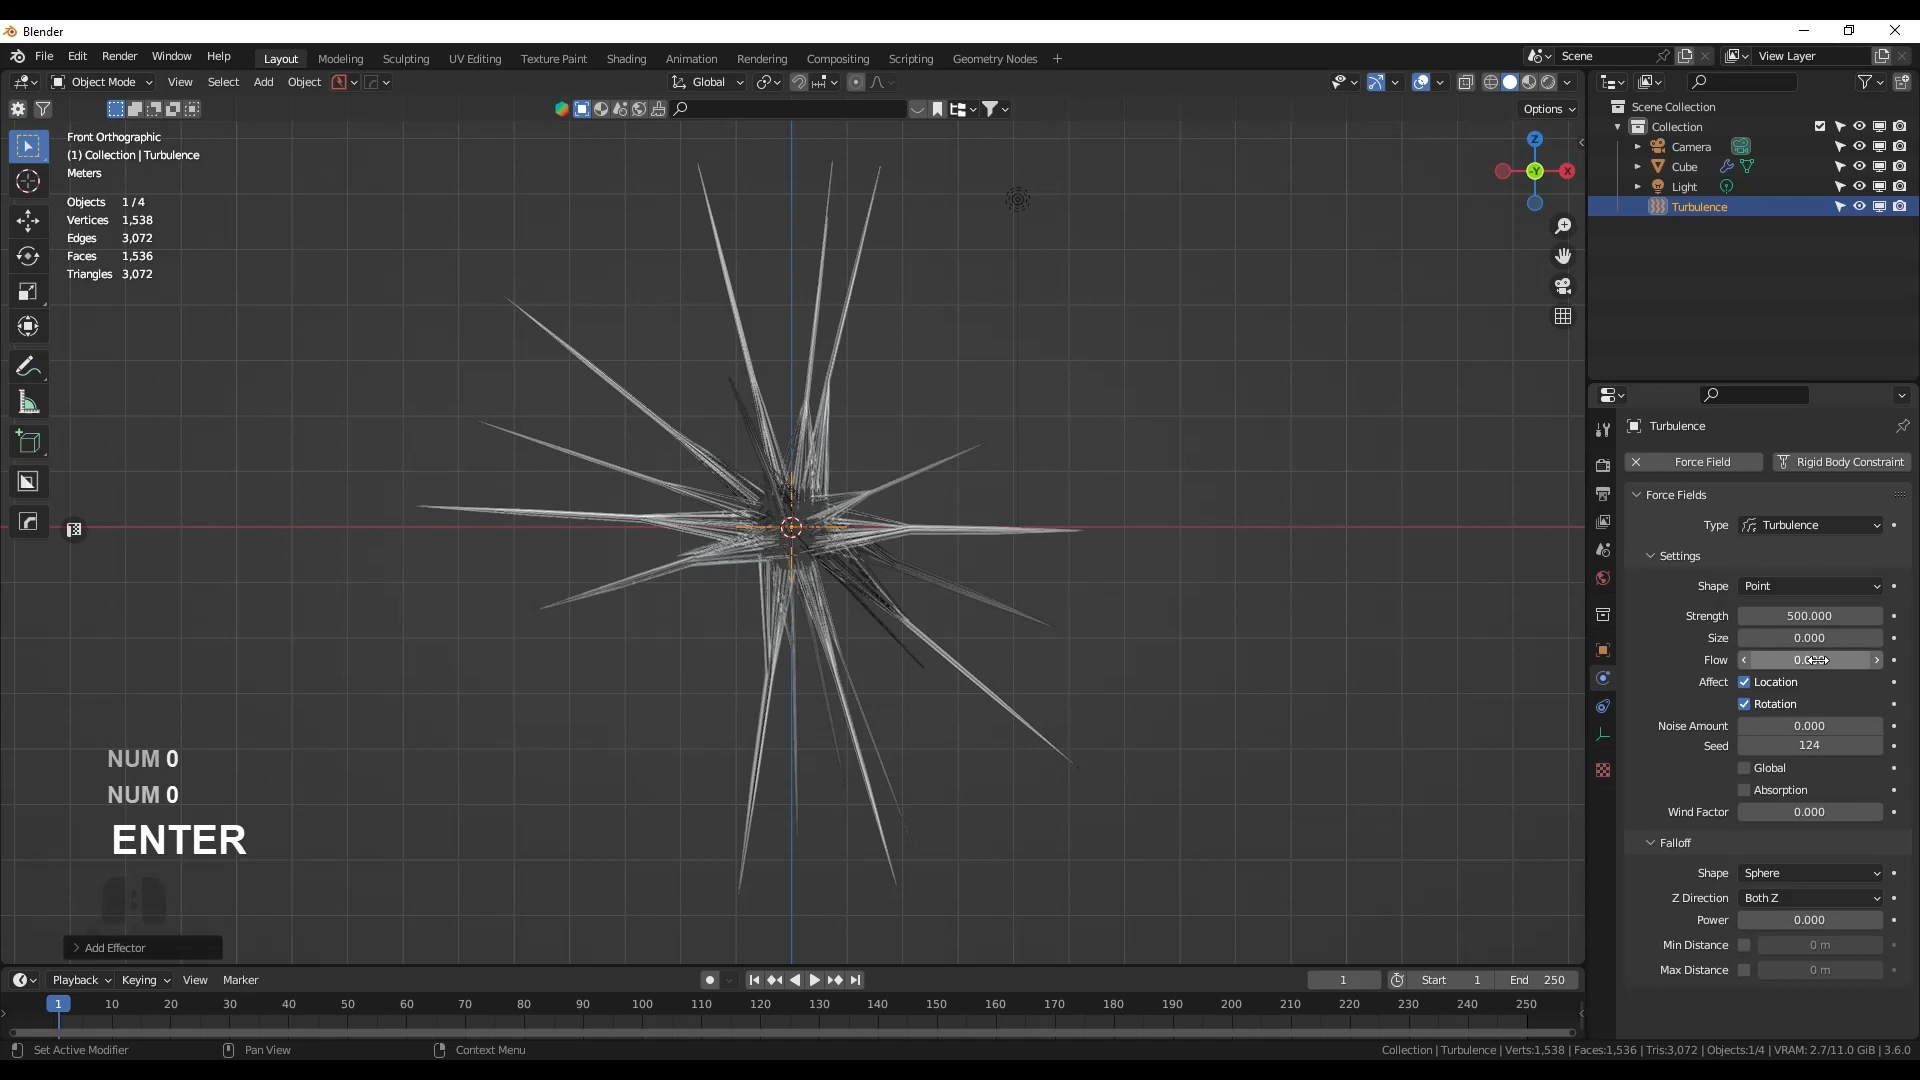 Blender
File Edit Render Window Help Layout Modeling Sculpting UV Editing Texture Paint Shading Animation Rendering Compositing Scripting Geometry Nodes + Scene View Layer
Object Mode View Select Add Object Global
Options
Front Orthographic
(1) Collection | Turbulence
Meters
Objects 1 / 4
Vertices 1,538
Edges 3,072
Faces 1,536
Triangles 3,072
Z
-Y
X
NUM 0
NUM 0
ENTER
Add Effector
Scene Collection
Collection
Camera
Cube
Light
Turbulence
Turbulence
Force Field Rigid Body Constraint
Force Fields
Type Turbulence
Settings
Shape Point
Strength 500.000
Size 0.000
Flow
Affect Location
Rotation
Noise Amount 0.000
Seed 124
Global
Absorption
Wind Factor 0.000
Falloff
Shape Sphere
Z Direction Both Z
Power 0.000
Min Distance 0 m
Max Distance 0 m
Playback Keying View Marker 1 Start 1 End 250
1 10 20 30 40 50 60 70 80 90 100 110 120 130 140 150 160 170 180 190 200 210 220 230 240 250
Set Active Modifier Pan View Context Menu Collection | Turbulence | Verts:1,538 | Faces:1,536 | Tris:3,072 | Objects:1/4 | VRAM: 2.7/11.0 GiB | 3.6.0